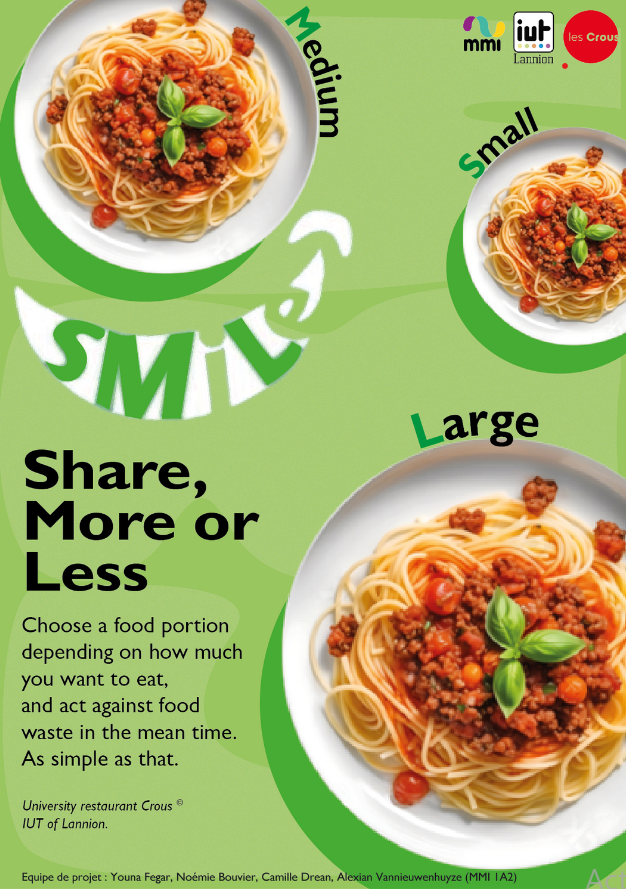 Medium
mmi
iut
Lannion
les Crous
Small
SMiLe
Large
Share,
More or
Less
Choose a food portion
depending on how much
you want to eat,
and act against food
waste in the mean time.
As simple as that.
University restaurant Crous ©
IUT of Lannion.
Equipe de projet : Youna Fegar, Noémie Bouvier, Camille Drean, Alexian Vannieuwenhuyze (MMI 1A2)